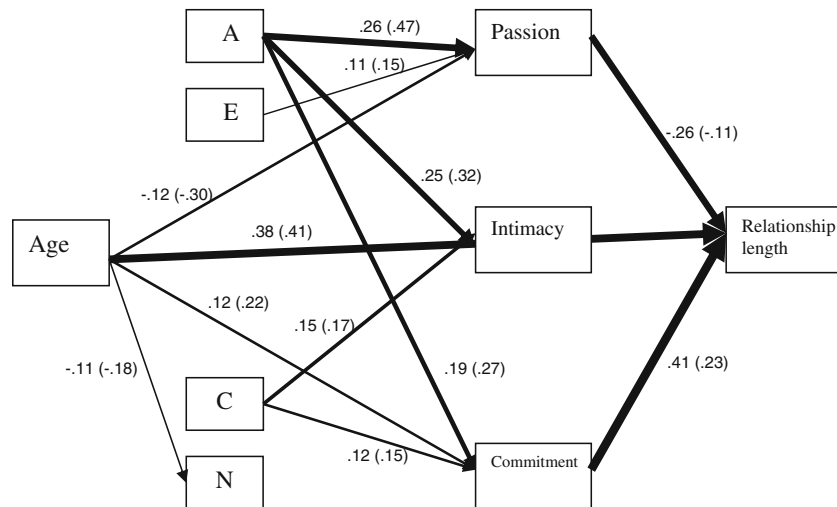 A
.26 (.47)
Passion
.11 (.15)
E
-.26 (-.11)
-.12 (-.30)
.25 (.32)
Age
.38 (.41)
Intimacy
Relationship
length
.12 (.22)
.15 (.17)
-.11 (-.18)
.19 (.27)
.41 (.23)
C
.12 (.15)
Commitment
N